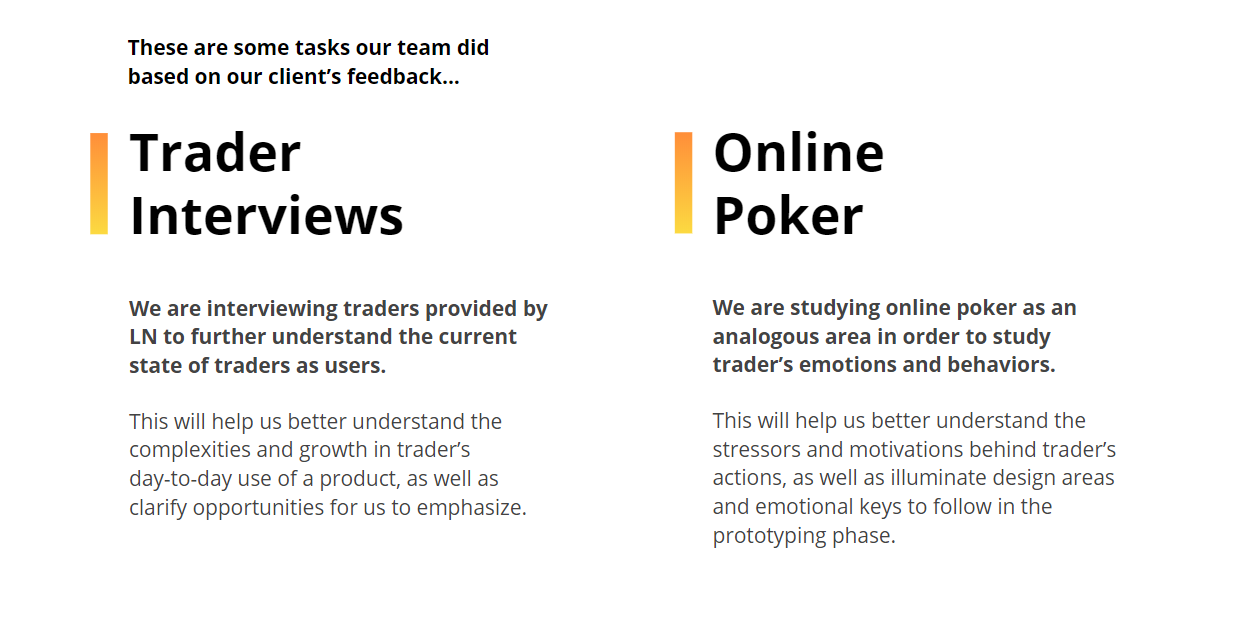 These are some tasks our team did
based on our client’s feedback...
Trader
Interviews
We are interviewing traders provided by
LN to further understand the current
state of traders as users.
This will help us better understand the
complexities and growth in trader’s
day-to-day use of a product, as well as
clarify opportunities for us to emphasize.
Online
Poker
We are studying online poker as an
analogous area in order to study
trader’s emotions and behaviors.
This will help us better understand the
stressors and motivations behind trader’s
actions, as well as illuminate design areas
and emotional keys to follow in the
prototyping phase.